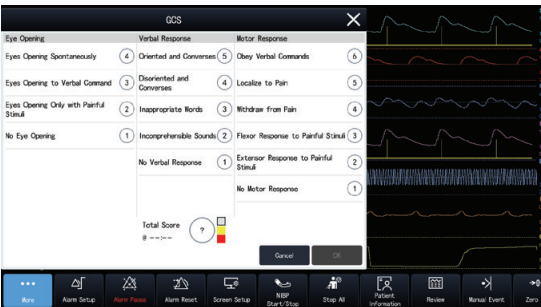 GCS
Eye Opening Verbal Response Motor Response
Eyes Opening Spontaneously 4 Oriented and Converses 5 Obey Verbal Commands 6
Eyes Opening to Verbal Command 3 Disoriented and Converses 4 Localize to Pain 5
Eyes Opening Only with Painful Stimuli 2 Inappropriate Words 3 Withdraw from Pain 4
No Eye Opening 1 Incomprehensible Sounds 2 Flexor Response to Painful Stimuli 3
No Verbal Response 1 Extensor Response to Painful Stimuli 2
No Motor Response 1
Total Score ?
@ --:--
Cancel OK
More Alarm Setup Alarm Pause Alarm Reset Screen Setup NIBP Start/Stop Stop All Patient Information Review Manual Event Zero